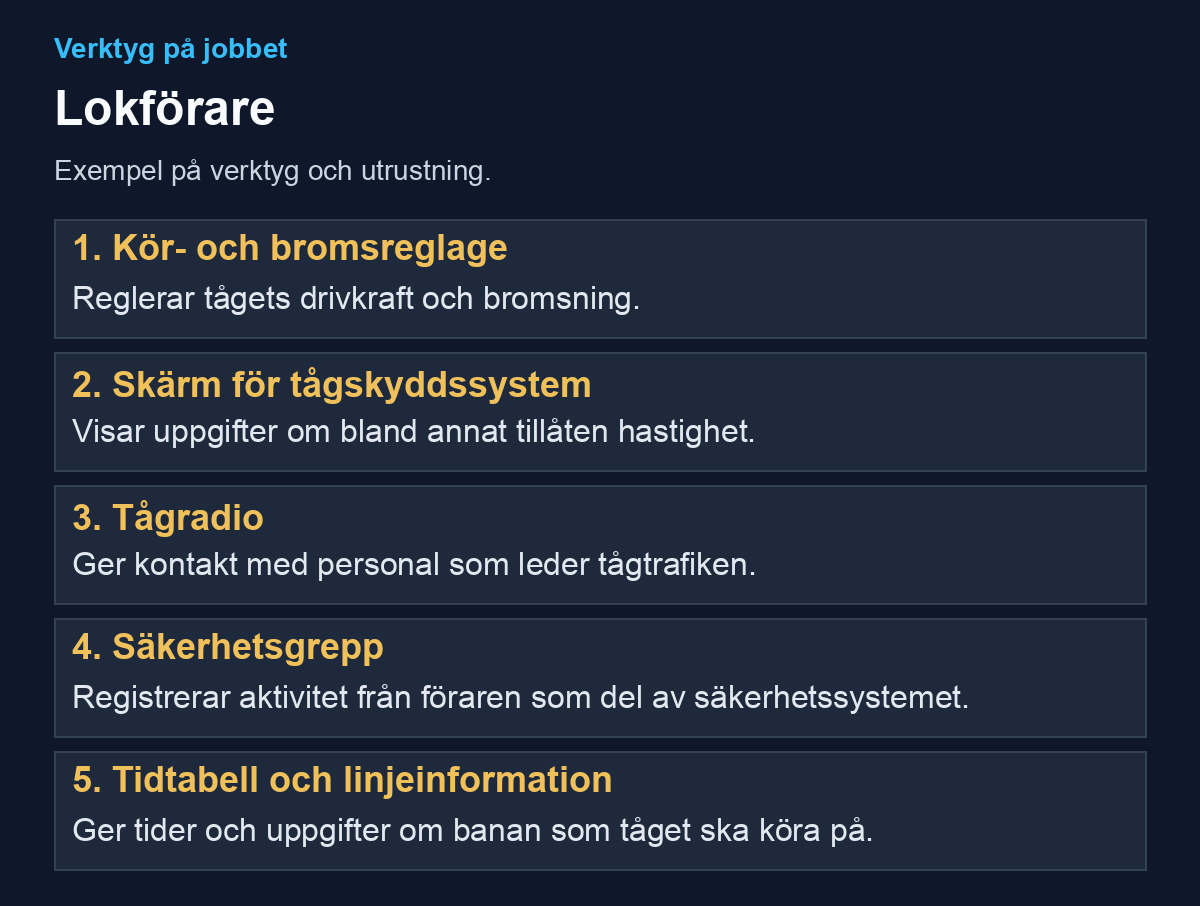 Verktyg på jobbet
Lokförare
Exempel på verktyg och utrustning.
1. Kör- och bromsreglage
Reglerar tågets drivkraft och bromsning.
2. Skärm för tågskyddssystem
Visar uppgifter om bland annat tillåten hastighet.
3. Tågradio
Ger kontakt med personal som leder tågtrafiken.
4. Säkerhetsgrepp
Registrerar aktivitet från föraren som del av säkerhetssystemet.
5. Tidtabell och linjeinformation
Ger tider och uppgifter om banan som tåget ska köra på.